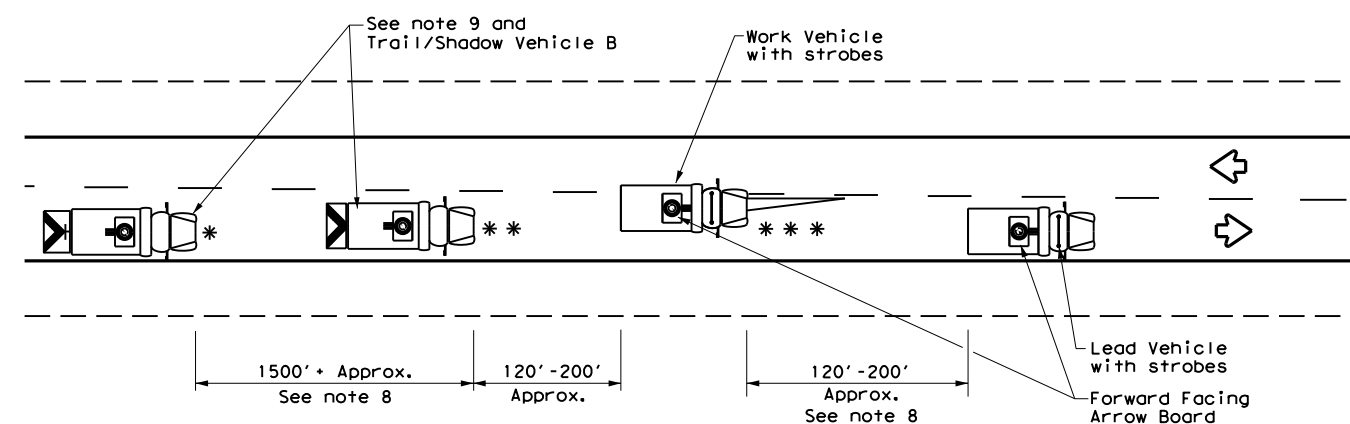 See note 9 and
Trail/Shadow Vehicle B
Work Vehicle
with strobes
*
* *
* * *
1500'+ Approx.
See note 8
120'-200'
Approx.
120'-200'
Approx.
See note 8
Lead Vehicle
with strobes
Forward Facing
Arrow Board